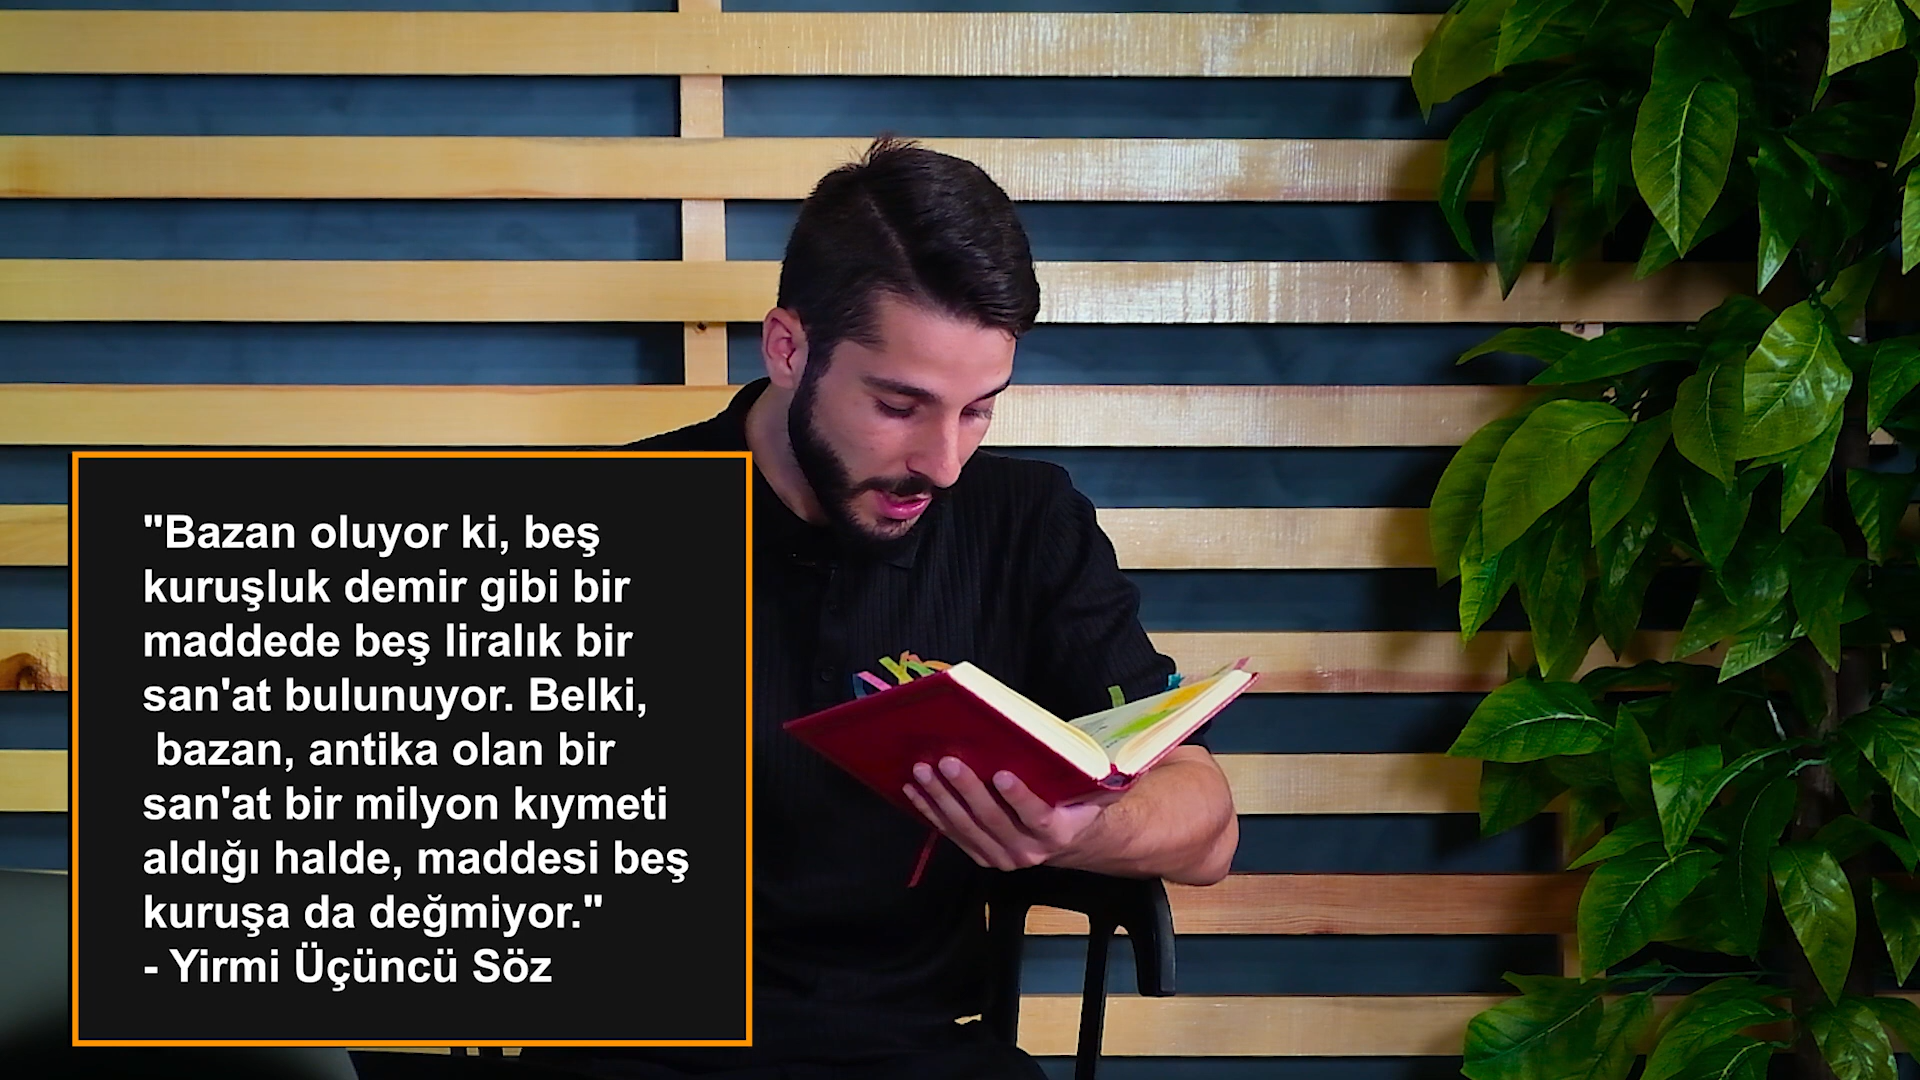 "Bazan oluyor ki, beş
kuruşluk demir gibi bir
maddede beş liralık bir
san'at bulunuyor. Belki,
bazan, antika olan bir
san'at bir milyon kıymeti
aldığı halde, maddesi beş
kuruşa da değmiyor."
- Yirmi Üçüncü Söz